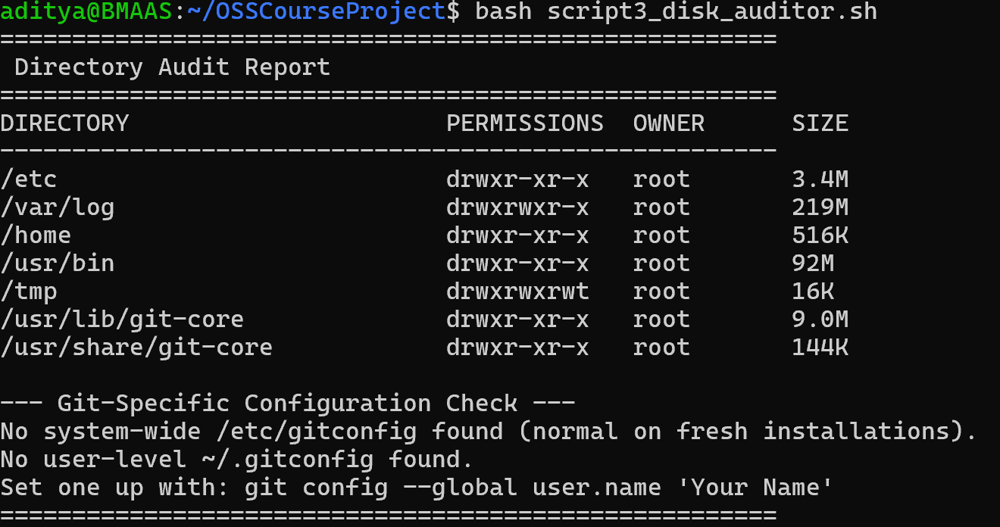 aditya@BMAAS:~/OSSCourseProject$ bash script3_disk_auditor.sh
======================================================
 Directory Audit Report
======================================================
DIRECTORY                      PERMISSIONS  OWNER      SIZE
------------------------------------------------------
/etc                           drwxr-xr-x   root       3.4M
/var/log                       drwxrwxr-x   root       219M
/home                          drwxr-xr-x   root       516K
/usr/bin                       drwxr-xr-x   root       92M
/tmp                           drwxrwxrwt   root       16K
/usr/lib/git-core              drwxr-xr-x   root       9.0M
/usr/share/git-core            drwxr-xr-x   root       144K

--- Git-Specific Configuration Check ---
No system-wide /etc/gitconfig found (normal on fresh installations).
No user-level ~/.gitconfig found.
Set one up with: git config --global user.name 'Your Name'
======================================================